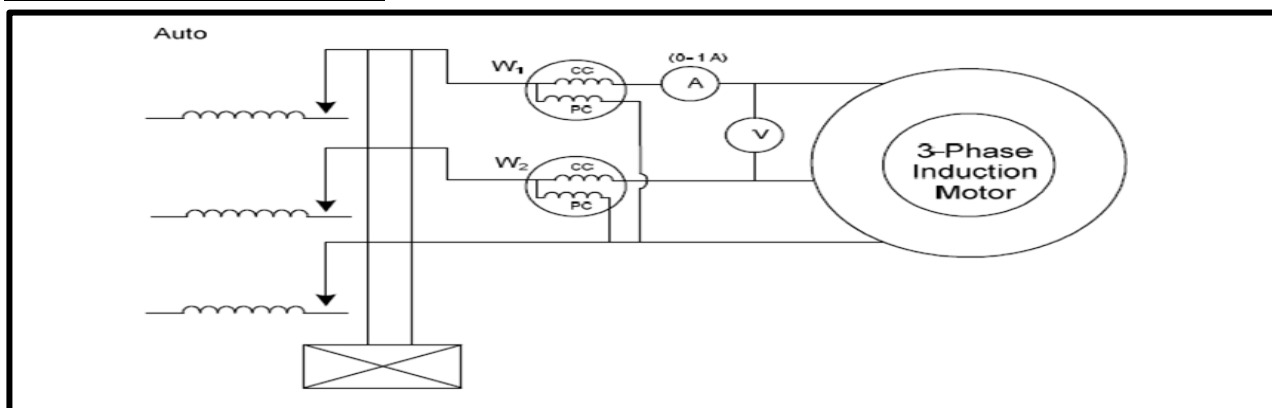 Auto
W₁
CC
PC
(0-1 A)
A
V
W₂
CC
PC
3-Phase
Induction
Motor